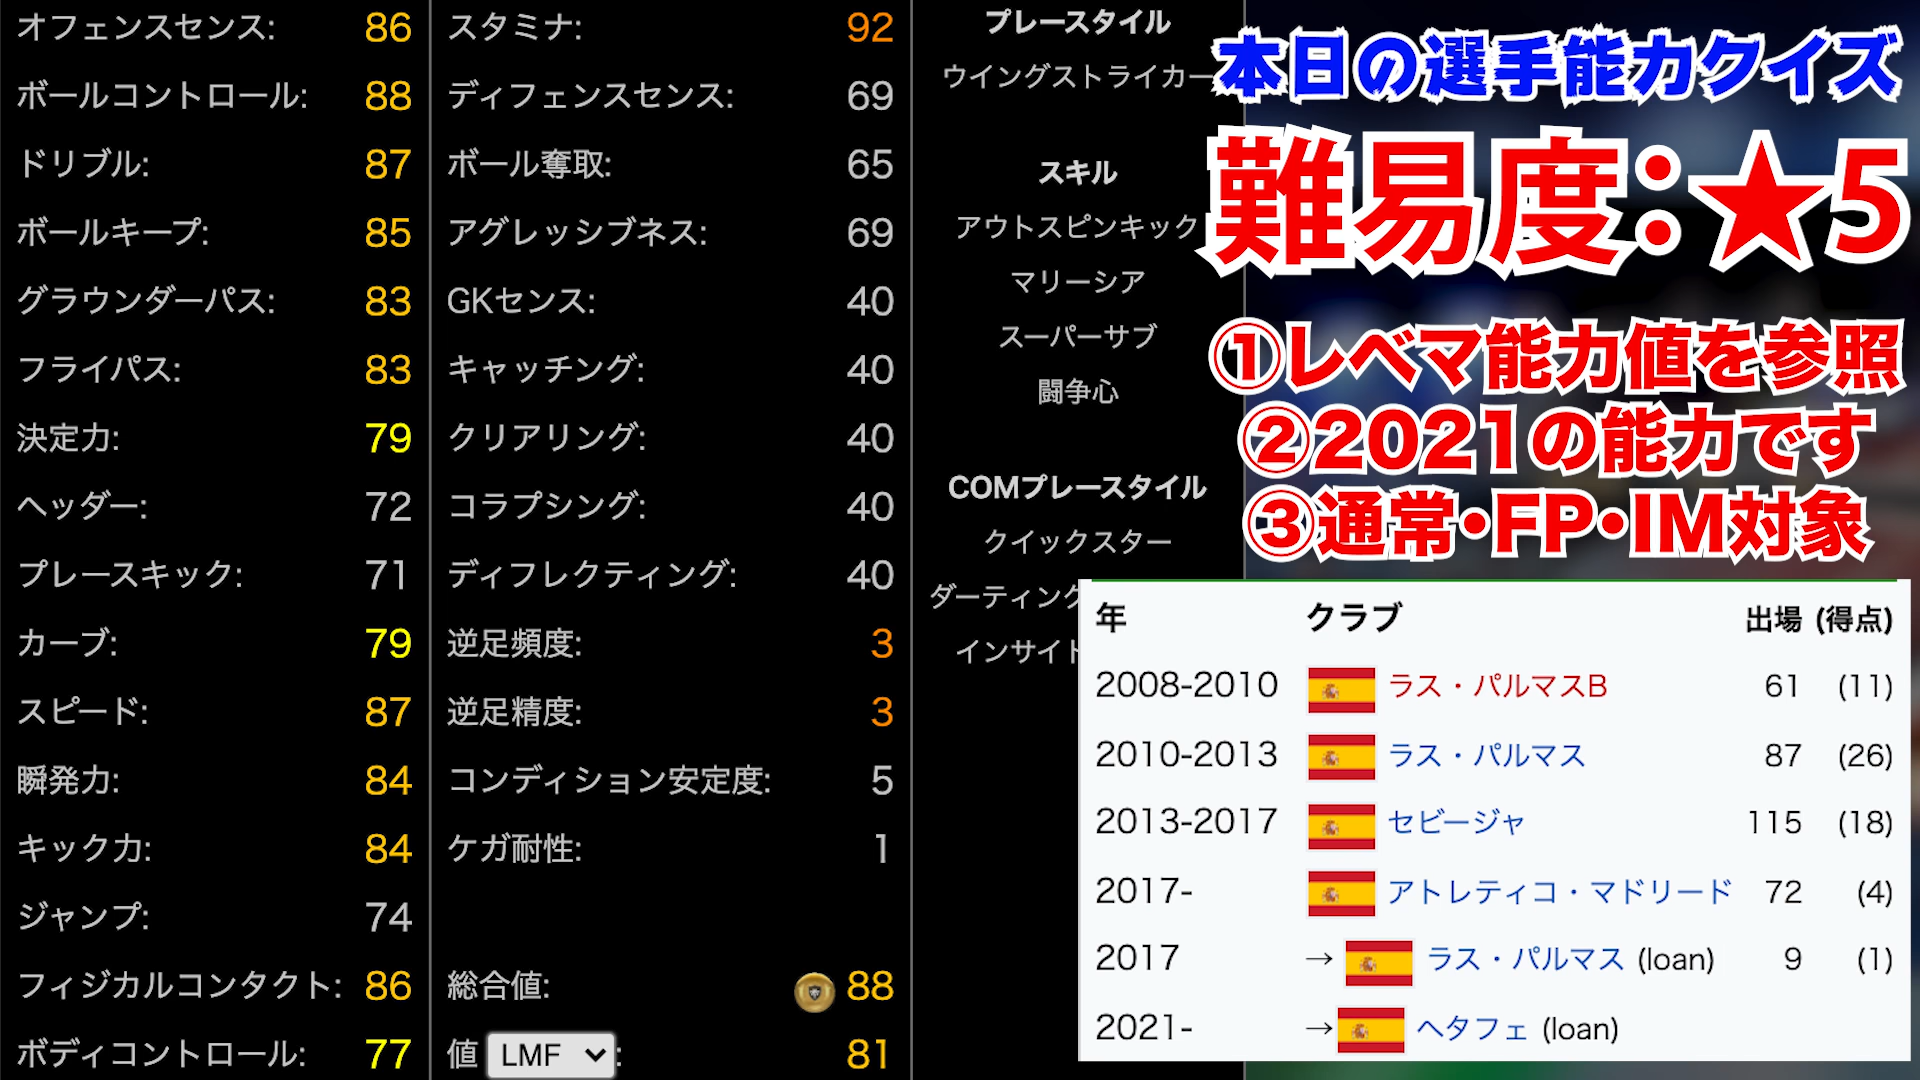 オフェンスセンス: 86
ボールコントロール: 88
ドリブル: 87
ボールキープ: 85
グラウンダーパス: 83
フライパス: 83
決定力: 79
ヘッダー: 72
プレースキック: 71
カーブ: 79
スピード: 87
瞬発力: 84
キック力: 84
ジャンプ: 74
フィジカルコンタクト: 86
ボディコントロール: 77
スタミナ: 92
ディフェンスセンス: 69
ボール奪取: 65
アグレッシブネス: 69
GKセンス: 40
キャッチング: 40
クリアリング: 40
コラプシング: 40
ディフレクティング: 40
逆足頻度: 3
逆足精度: 3
コンディション安定度: 5
ケガ耐性: 1
総合値: 88
値 LMF : 81
プレースタイル
ウイングストライカー
スキル
アウトスピンキック
マリーシア
スーパーサブ
闘争心
COMプレースタイル
クイックスター
ダーティング
インサイド
本日の選手能力クイズ
難易度:★5
①レベマ能力値を参照
②2021の能力です
③通常・FP・IM対象
年 クラブ 出場 (得点)
2008-2010 ラス・パルマスB 61 (11)
2010-2013 ラス・パルマス 87 (26)
2013-2017 セビージャ 115 (18)
2017- アトレティコ・マドリード 72 (4)
2017 → ラス・パルマス (loan) 9 (1)
2021- → ヘタフェ (loan)